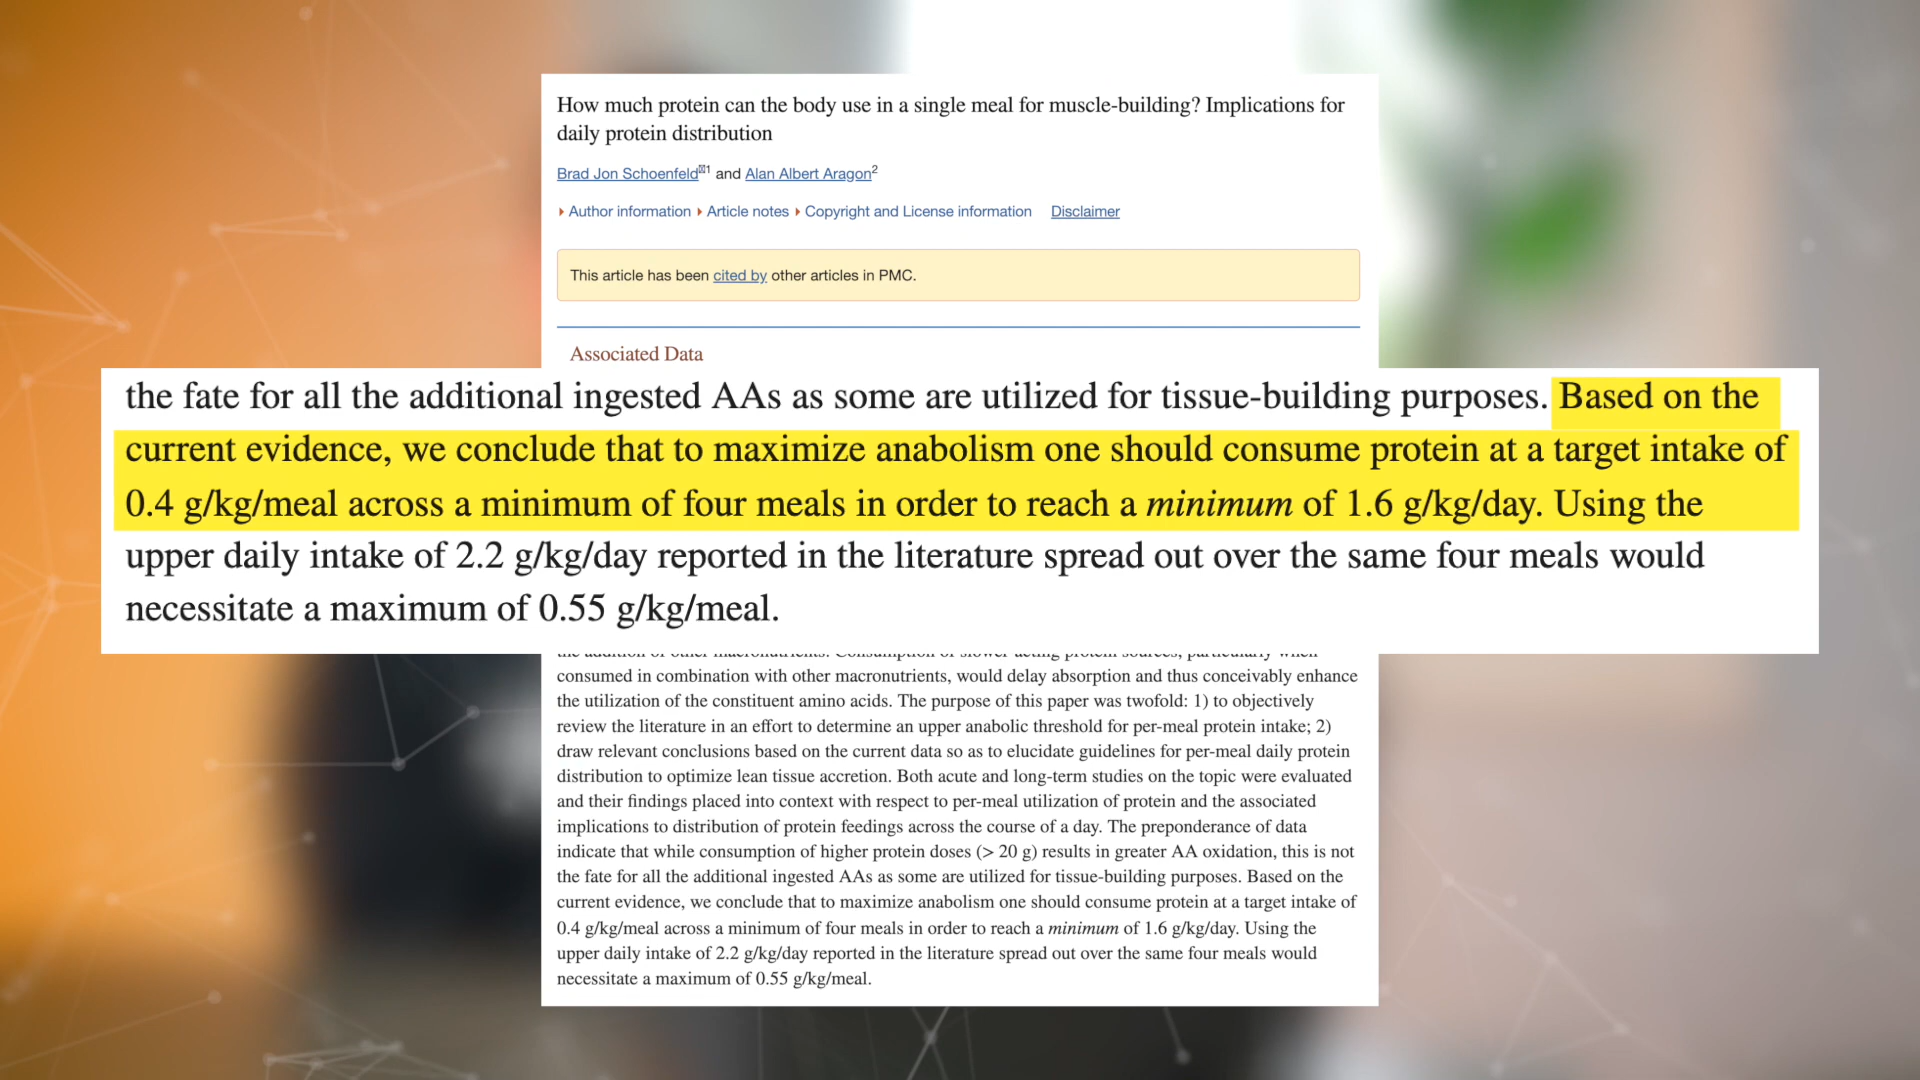 How much protein can the body use in a single meal for muscle-building? Implications for
daily protein distribution
Brad Jon Schoenfeld✉1 and Alan Albert Aragon2
Author information Article notes Copyright and License information Disclaimer
This article has been cited by other articles in PMC.
Associated Data
the fate for all the additional ingested AAs as some are utilized for tissue-building purposes. Based on the
current evidence, we conclude that to maximize anabolism one should consume protein at a target intake of
0.4 g/kg/meal across a minimum of four meals in order to reach a minimum of 1.6 g/kg/day. Using the
upper daily intake of 2.2 g/kg/day reported in the literature spread out over the same four meals would
necessitate a maximum of 0.55 g/kg/meal.
the addition of other macronutrients. Consumption of slower-acting protein sources, particularly when
consumed in combination with other macronutrients, would delay absorption and thus conceivably enhance
the utilization of the constituent amino acids. The purpose of this paper was twofold: 1) to objectively
review the literature in an effort to determine an upper anabolic threshold for per-meal protein intake; 2)
draw relevant conclusions based on the current data so as to elucidate guidelines for per-meal daily protein
distribution to optimize lean tissue accretion. Both acute and long-term studies on the topic were evaluated
and their findings placed into context with respect to per-meal utilization of protein and the associated
implications to distribution of protein feedings across the course of a day. The preponderance of data
indicate that while consumption of higher protein doses (> 20 g) results in greater AA oxidation, this is not
the fate for all the additional ingested AAs as some are utilized for tissue-building purposes. Based on the
current evidence, we conclude that to maximize anabolism one should consume protein at a target intake of
0.4 g/kg/meal across a minimum of four meals in order to reach a minimum of 1.6 g/kg/day. Using the
upper daily intake of 2.2 g/kg/day reported in the literature spread out over the same four meals would
necessitate a maximum of 0.55 g/kg/meal.